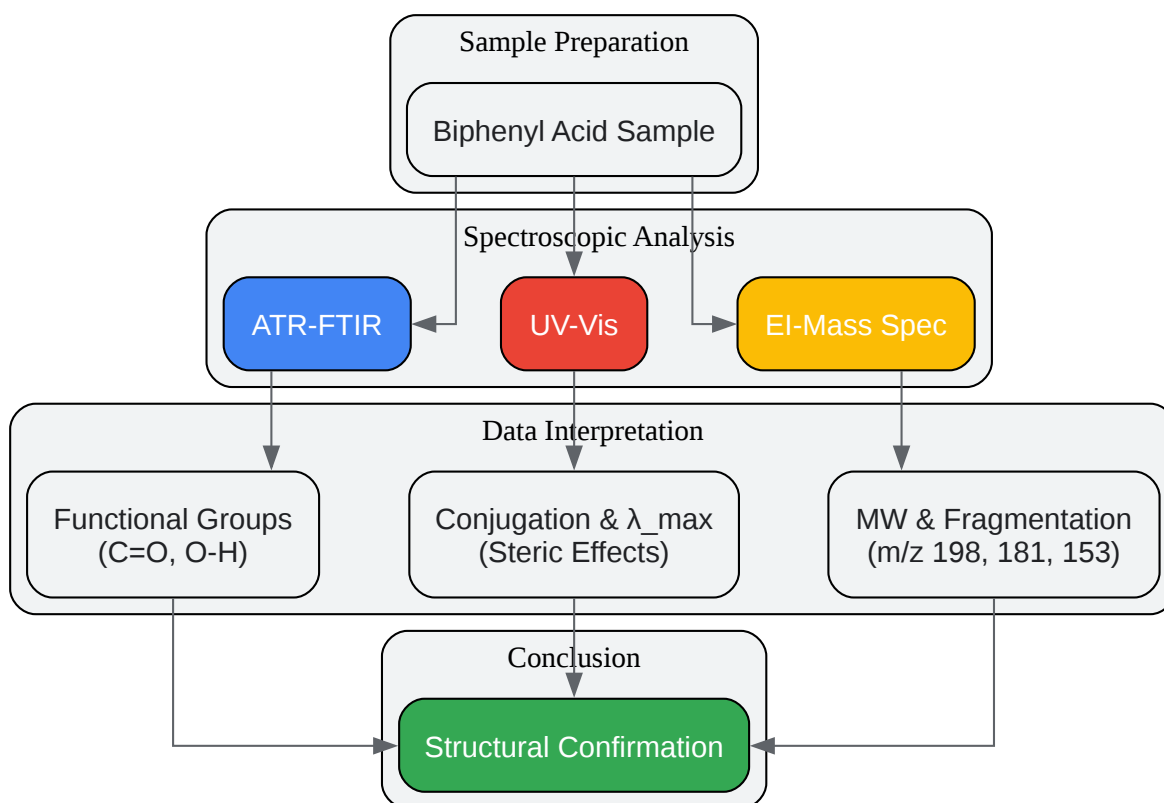 Sample Preparation
Biphenyl Acid Sample
Spectroscopic Analysis
ATR-FTIR
UV-Vis
EI-Mass Spec
Data Interpretation
Functional Groups
(C=O, O-H)
Conjugation & λ_max
(Steric Effects)
MW & Fragmentation
(m/z 198, 181, 153)
Conclusion
Structural Confirmation